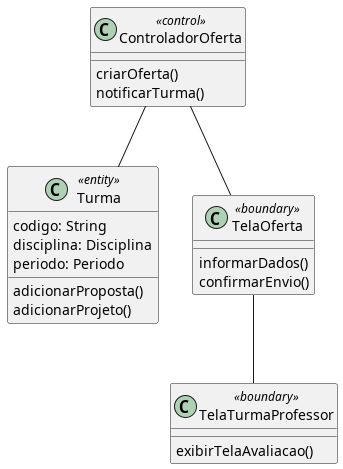 C «control»
ControladorOferta
criarOferta()
notificarTurma()
C «entity»
Turma
codigo: String
disciplina: Disciplina
periodo: Periodo
adicionarProposta()
adicionarProjeto()
C «boundary»
TelaOferta
informarDados()
confirmarEnvio()
C «boundary»
TelaTurmaProfessor
exibirTelaAvaliacao()